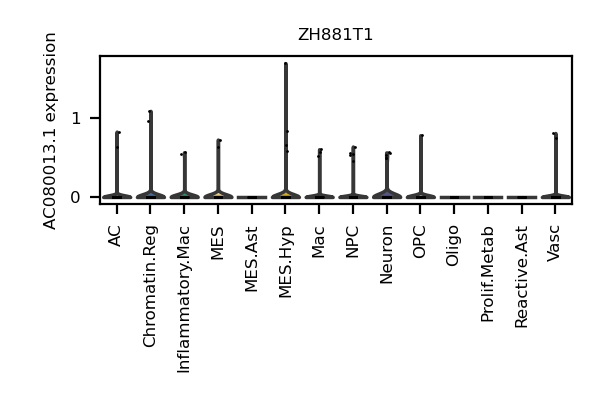 ZH881T1
AC080013.1 expression
1
0
AC
Chromatin.Reg
Inflammatory.Mac
MES
MES.Ast
MES.Hyp
Mac
NPC
Neuron
OPC
Oligo
Prolif.Metab
Reactive.Ast
Vasc